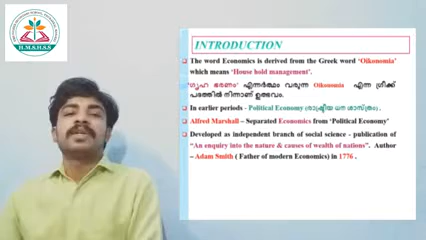 B.MAHAS
INTRODUCTION
The word Economics is derived from the Greek word ‘Oikonomia’
which means ‘House hold management’.
‘ഗൃഹ ഭരണം’ എന്നർത്ഥം വരുന്ന Oikonomia എന്ന ഗ്രീക്ക്
പദത്തിൽ നിന്നാണ് ഉത്ഭവം.
In earlier periods - Political Economy (രാഷ്ട്രീയ ധന ശാസ്ത്രം) .
Alfred Marshall – Separated Economics from ‘Political Economy’
Developed as independent branch of social science - publication of
“An enquiry into the nature & causes of wealth of nations”. Author
– Adam Smith ( Father of modern Economics) in 1776 .